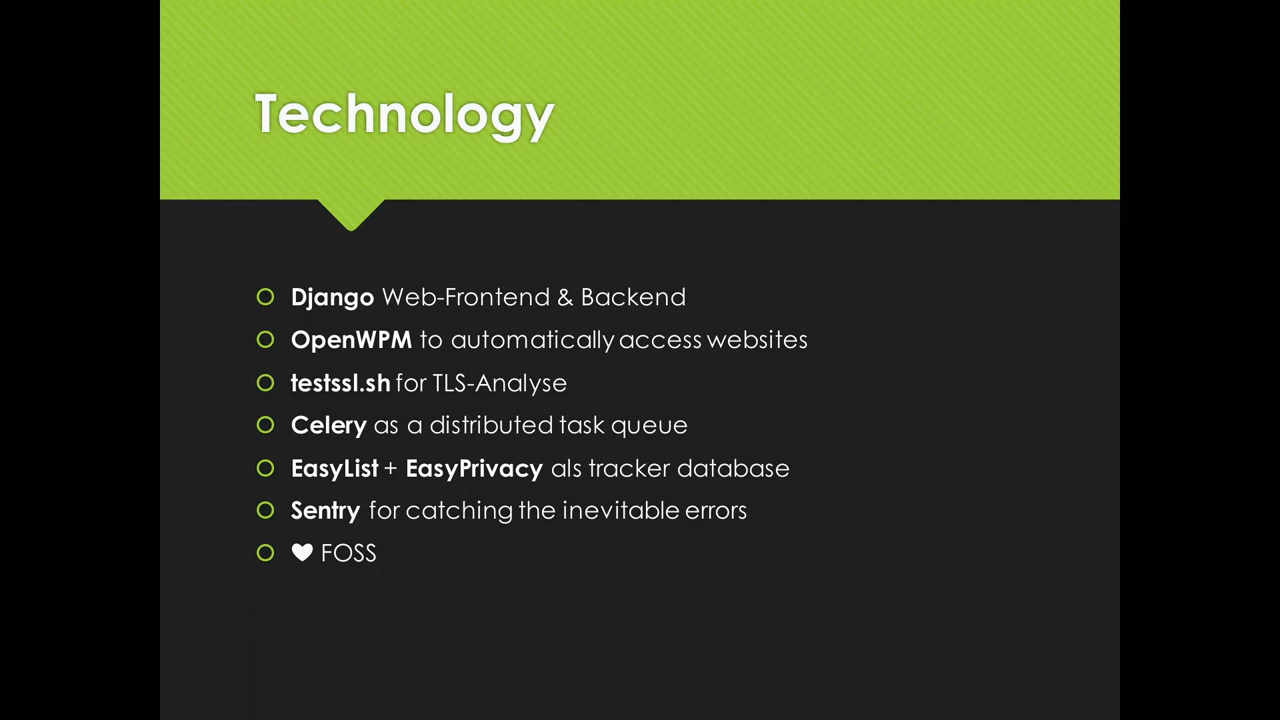 Technology
Django Web-Frontend & Backend
OpenWPM to automatically access websites
testssl.sh for TLS-Analyse
Celery as a distributed task queue
EasyList + EasyPrivacy als tracker database
Sentry for catching the inevitable errors
♥ FOSS